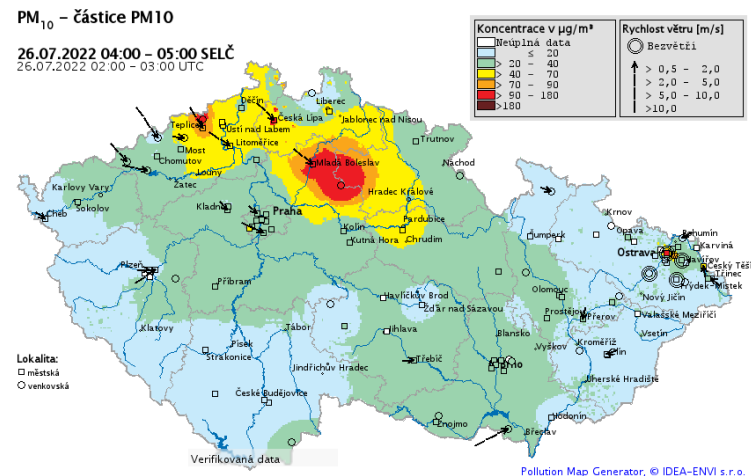 PM10 – částice PM10
26.07.2022 04:00 – 05:00 SELČ
26.07.2022 02:00 – 03:00 UTC
Koncentrace v µg/m³
Neúplná data
≤ 20
> 20 - 40
> 40 - 70
> 70 - 90
> 90 - 180
>180
Rychlost větru [m/s]
Bezvětří
> 0,5 - 2,0
> 2,0 - 5,0
> 5,0 - 10,0
>10,0
Děčín
Liberec
Teplice
Ústí nad Labem
Česká Lípa
Jablonec nad Nisou
Most
Litoměřice
Trutnov
Chomutov
Louny
Mladá Boleslav
Náchod
Žatec
Karlovy Vary
Hradec Králové
Sokolov
Kladno
Praha
Cheb
Pardubice
Krnov
Kolín
Opava
Bohumín
Kutná Hora
Chrudim
Šumperk
Karviná
Ostrava
Havířov
Plzeň
Český Těš
Třinec
Příbram
Olomouc
Frýdek-Místek
Havlíčkův Brod
Nový Jičín
Žďár nad Sázavou
Prostějov
Přerov
Valašské Meziříčí
Klatovy
Tábor
Jihlava
Blansko
Vsetín
Písek
Vyškov
Kroměříž
Strakonice
Třebíč
Brno
Zlín
Jindřichův Hradec
Uherské Hradiště
České Budějovice
Znojmo
Hodonín
Břeclav
Lokalita:
městská
venkovská
Verifikovaná data
Pollution Map Generator, © IDEA-ENVI s.r.o.